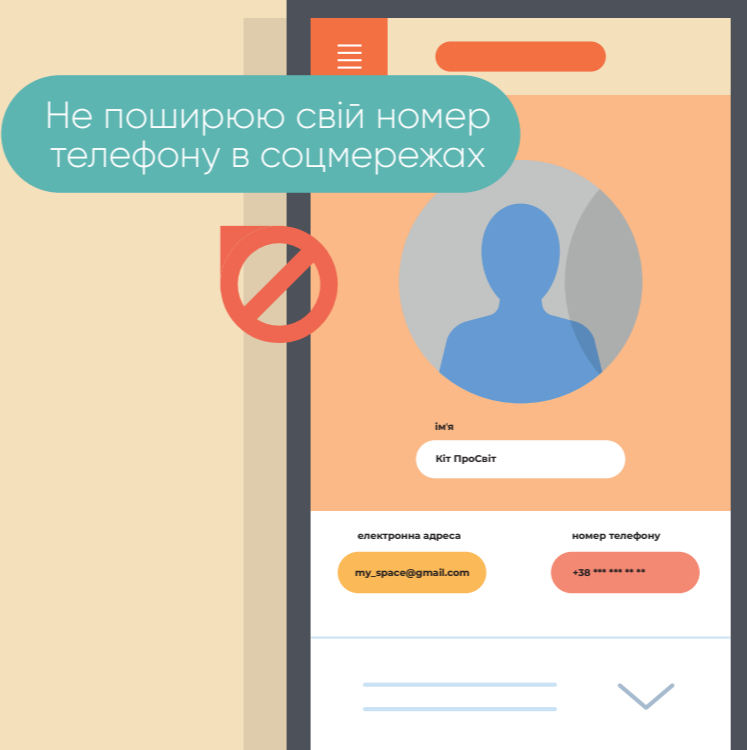 Не поширюю свій номер
телефону в соцмережах
ім'я
Кіт ПроСвіт
електронна адреса
номер телефону
my_space@gmail.com
+38 *** *** ** **